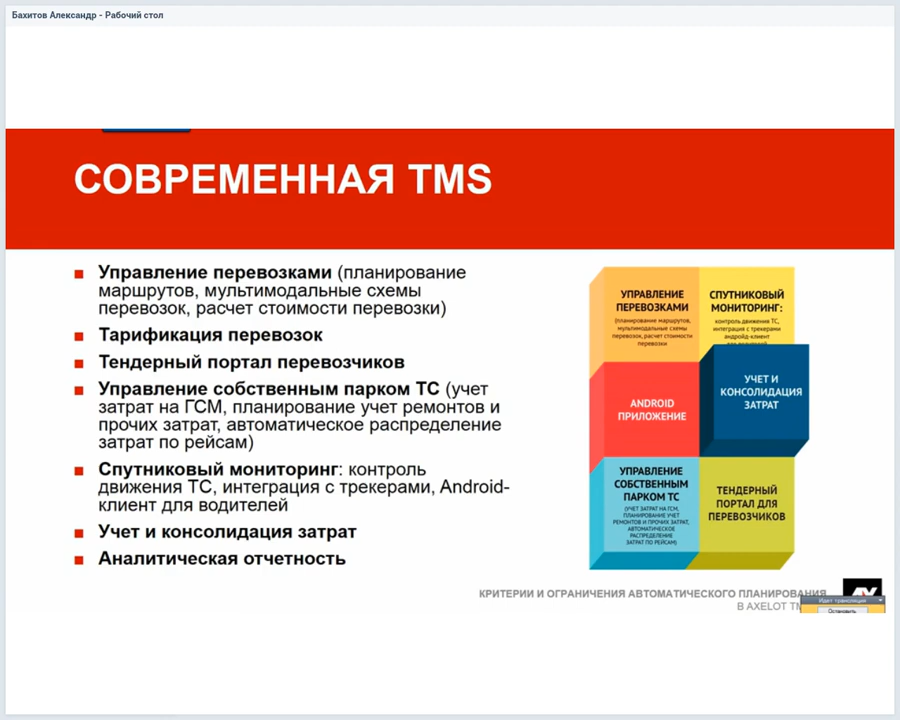 Бахитов Александр - Рабочий стол
СОВРЕМЕННАЯ TMS
Управление перевозками (планирование
маршрутов, мультимодальные схемы
перевозок, расчет стоимости перевозки)
Тарификация перевозок
Тендерный портал перевозчиков
Управление собственным парком ТС (учет
затрат на ГСМ, планирование учет ремонтов и
прочих затрат, автоматическое распределение
затрат по рейсам)
Спутниковый мониторинг: контроль
движения ТС, интеграция с трекерами, Android-
клиент для водителей
Учет и консолидация затрат
Аналитическая отчетность
УПРАВЛЕНИЕ
ПЕРЕВОЗКАМИ
(планирование маршрутов,
мультимодальные схемы
перевозок, расчет стоимости
перевозки
СПУТНИКОВЫЙ
МОНИТОРИНГ:
контроль движения ТС,
интеграция с трекерами
андройд-клиент
ANDROID
ПРИЛОЖЕНИЕ
УЧЕТ И
КОНСОЛИДАЦИЯ
ЗАТРАТ
УПРАВЛЕНИЕ
СОБСТВЕННЫМ
ПАРКОМ ТС
(УЧЕТ ЗАТРАТ НА ГСМ,
ПЛАНИРОВАНИЕ УЧЕТ
РЕМОНТОВ И ПРОЧИХ ЗАТРАТ,
АВТОМАТИЧЕСКОЕ
РАСПРЕДЕЛЕНИЕ
ЗАТРАТ ПО РЕЙСАМ)
ТЕНДЕРНЫЙ
ПОРТАЛ ДЛЯ
ПЕРЕВОЗЧИКОВ
КРИТЕРИИ И ОГРАНИЧЕНИЯ АВТОМАТИЧЕСКОГО ПЛАНИРОВАНИЯ
В AXELOT
Идет трансляция
Остановить